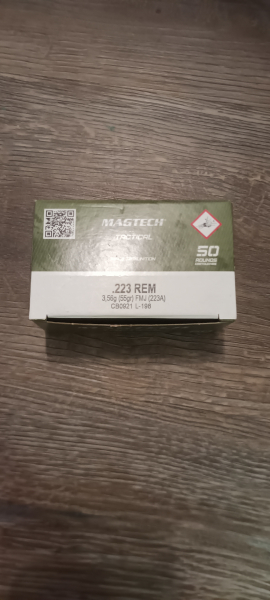 MAGTECH
TACTICAL
50
ROUNDS
.223 REM
3,56g (55gr) FMJ (223A)
CB0921 L-198